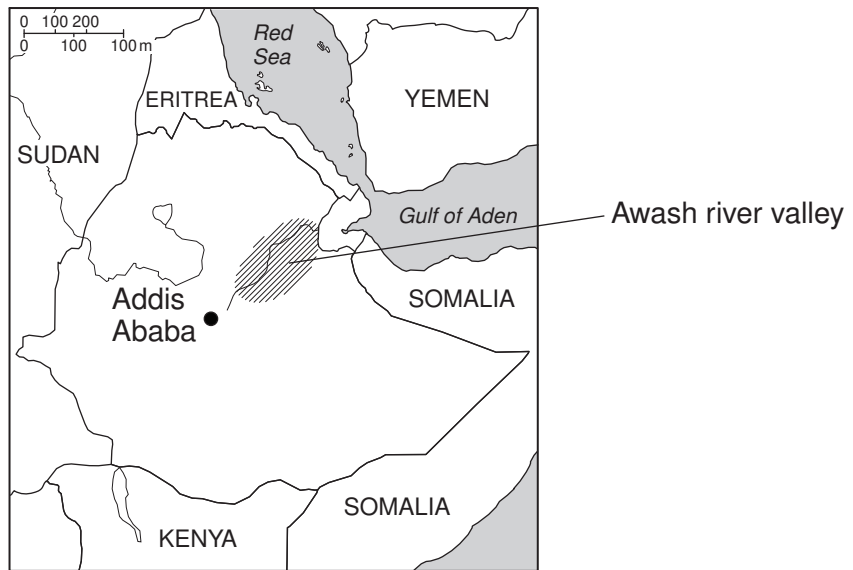 0 100 200
0 100 100 m
Red
Sea
ERITREA
YEMEN
SUDAN
Gulf of Aden
Awash river valley
Addis
Ababa
SOMALIA
SOMALIA
KENYA